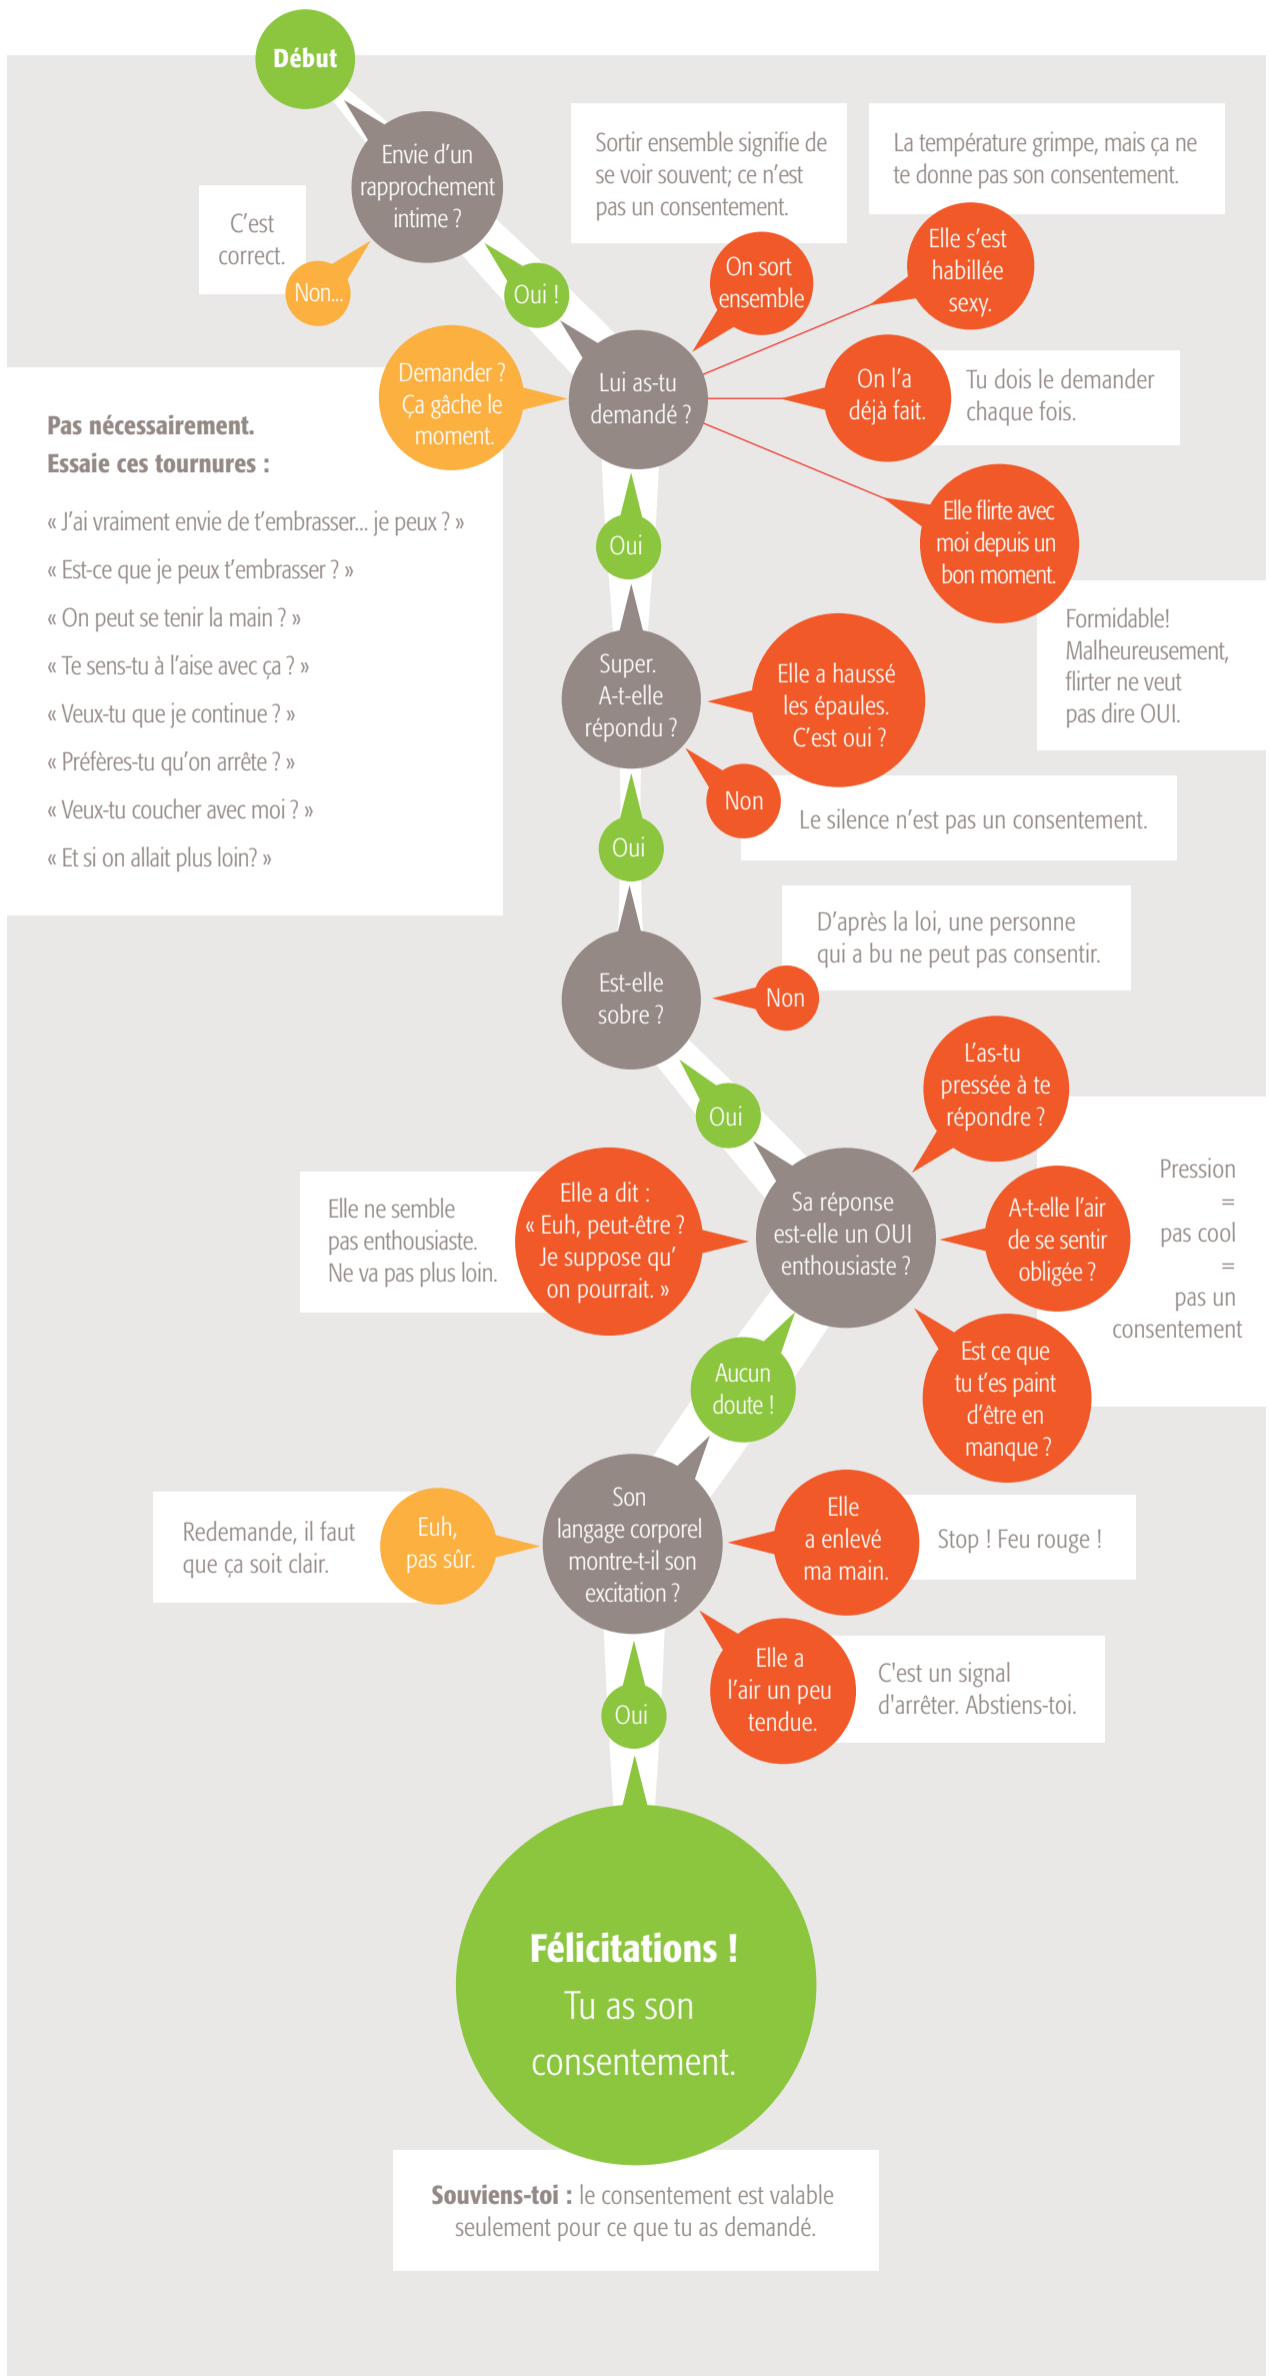 Début
Envie d’un
rapprochement
intime ?
C’est
correct.
Non...
Oui !
Sortir ensemble signifie de
se voir souvent; ce n’est
pas un consentement.
On sort
ensemble
La température grimpe, mais ça ne
te donne pas son consentement.
Elle s’est
habillée
sexy.
Lui as-tu
demandé ?
Demander ?
Ça gâche le
moment.
On l’a
déjà fait.
Tu dois le demander
chaque fois.
Pas nécessairement.
Essaie ces tournures :
« J’ai vraiment envie de t’embrasser... je peux ? »
« Est-ce que je peux t’embrasser ? »
« On peut se tenir la main ? »
« Te sens-tu à l’aise avec ça ? »
« Veux-tu que je continue ? »
« Préfères-tu qu’on arrête ? »
« Veux-tu coucher avec moi ? »
« Et si on allait plus loin? »
Elle flirte avec
moi depuis un
bon moment.
Formidable!
Malheureusement,
flirter ne veut
pas dire OUI.
Oui
Super.
A-t-elle
répondu ?
Elle a haussé
les épaules.
C’est oui ?
Non
Le silence n’est pas un consentement.
Oui
Est-elle
sobre ?
D’après la loi, une personne
qui a bu ne peut pas consentir.
Non
Oui
Sa réponse
est-elle un OUI
enthousiaste ?
L’as-tu
pressée à te
répondre ?
A-t-elle l’air
de se sentir
obligée ?
Est ce que
tu t’es paint
d’être en
manque ?
Pression
=
pas cool
=
pas un
consentement
Elle ne semble
pas enthousiaste.
Ne va pas plus loin.
Elle a dit :
« Euh, peut-être ?
Je suppose qu’
on pourrait. »
Aucun
doute !
Son
langage corporel
montre-t-il son
excitation ?
Redemande, il faut
que ça soit clair.
Euh,
pas sûr.
Elle
a enlevé
ma main.
Stop ! Feu rouge !
Elle a
l’air un peu
tendue.
C'est un signal
d'arrêter. Abstiens-toi.
Oui
Félicitations !
Tu as son
consentement.
Souviens-toi : le consentement est valable
seulement pour ce que tu as demandé.